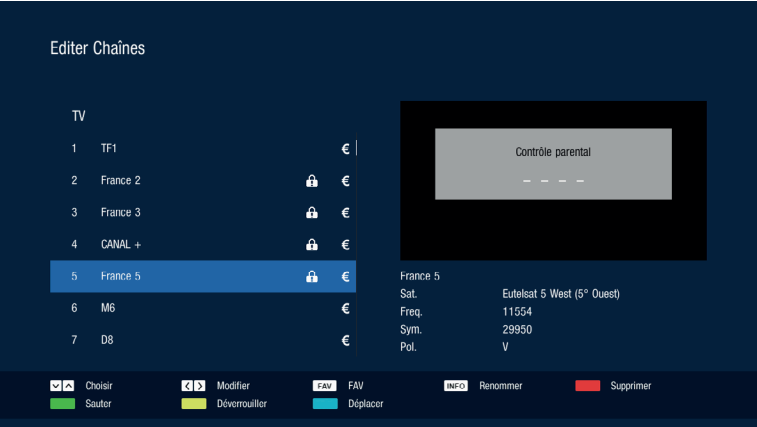 Editer Chaînes
TV
1 TF1 €
2 France 2 €
3 France 3 €
4 CANAL + €
5 France 5 €
6 M6 €
7 D8 €
Contrôle parental
_ _ _ _
France 5
Sat. Eutelsat 5 West (5° Ouest)
Freq. 11554
Sym. 29950
Pol. V
Choisir Modifier FAV FAV INFO Renommer Supprimer
Sauter Déverrouiller Déplacer